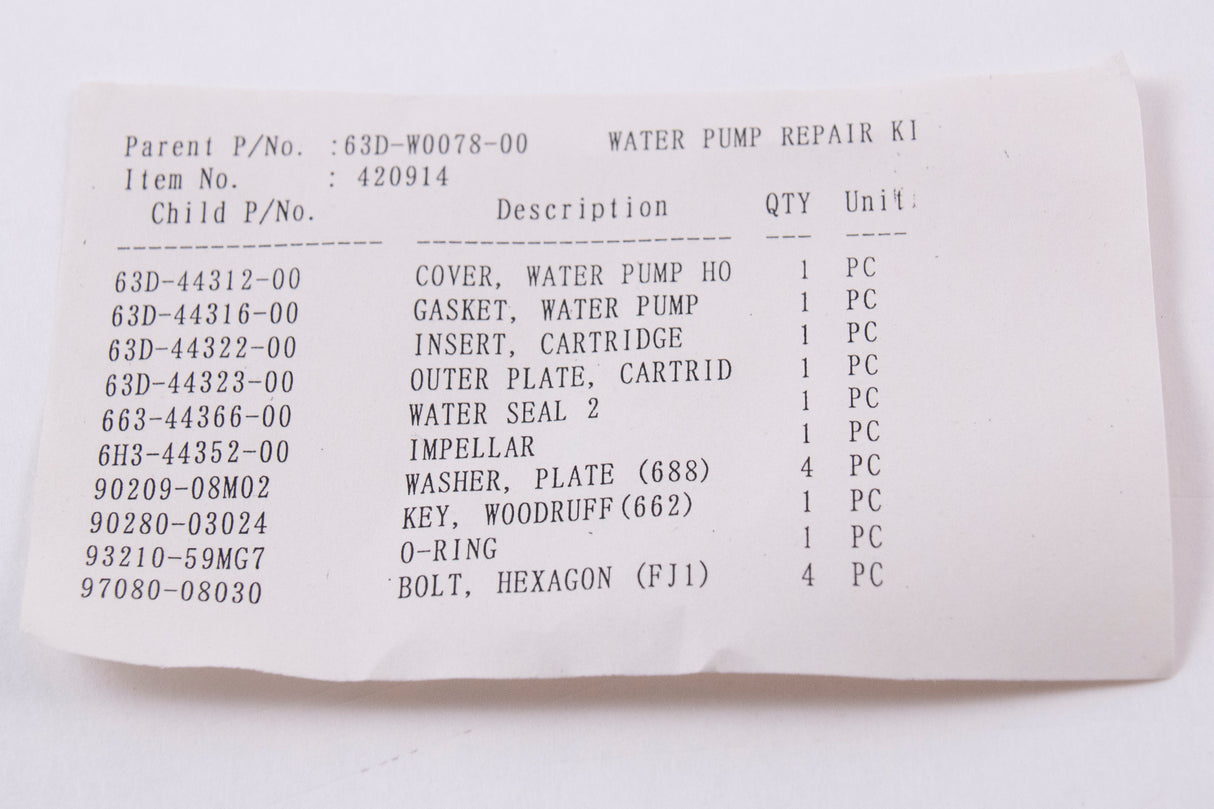 Parent P/No. :63D-W0078-00 WATER PUMP REPAIR KI
Item No. : 420914
Child P/No. Description QTY Unit:
----------------- -------------------- --- ----
63D-44312-00 COVER, WATER PUMP HO 1 PC
63D-44316-00 GASKET, WATER PUMP 1 PC
63D-44322-00 INSERT, CARTRIDGE 1 PC
63D-44323-00 OUTER PLATE, CARTRID 1 PC
663-44366-00 WATER SEAL 2 1 PC
6H3-44352-00 IMPELLAR 1 PC
90209-08M02 WASHER, PLATE (688) 4 PC
90280-03024 KEY, WOODRUFF(662) 1 PC
93210-59MG7 O-RING 1 PC
97080-08030 BOLT, HEXAGON (FJ1) 4 PC